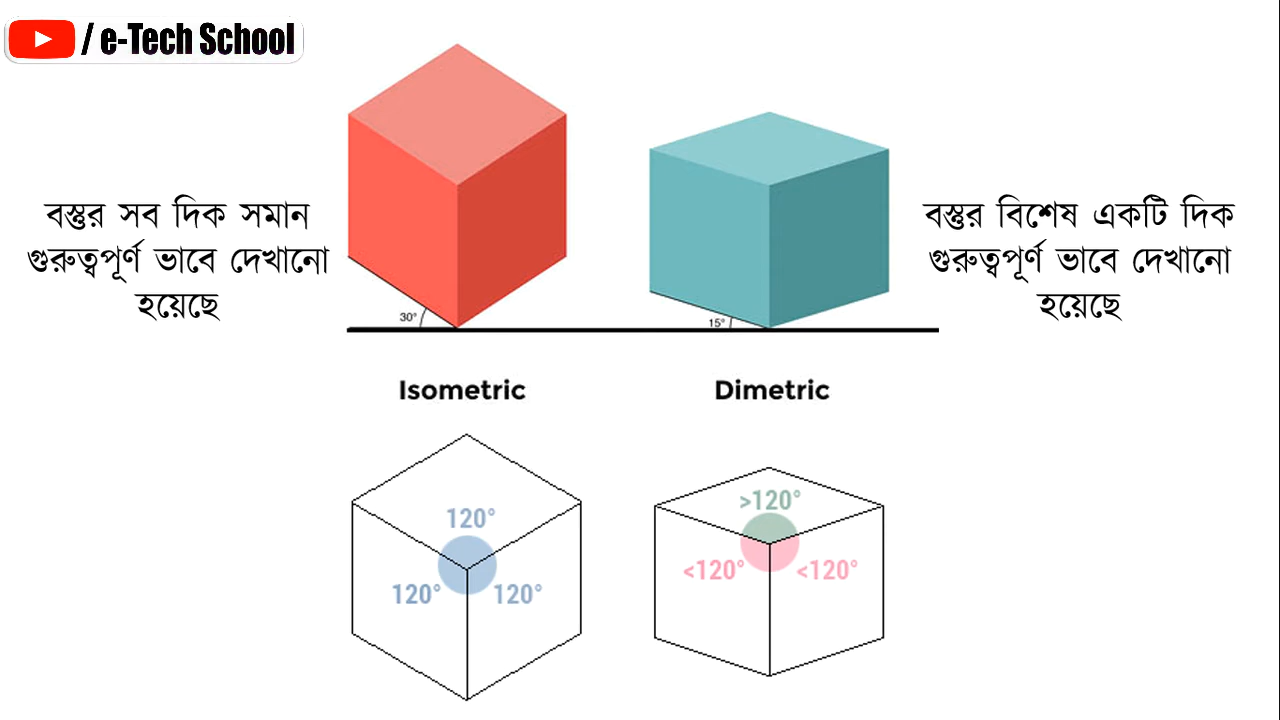 / e-Tech School
বস্তুর সব দিক সমান
গুরুত্বপূর্ণ ভাবে দেখানো
হয়েছে
বস্তুর বিশেষ একটি দিক
গুরুত্বপূর্ণ ভাবে দেখানো
হয়েছে
30°
15°
Isometric
Dimetric
120°
120°
120°
>120°
<120°
<120°